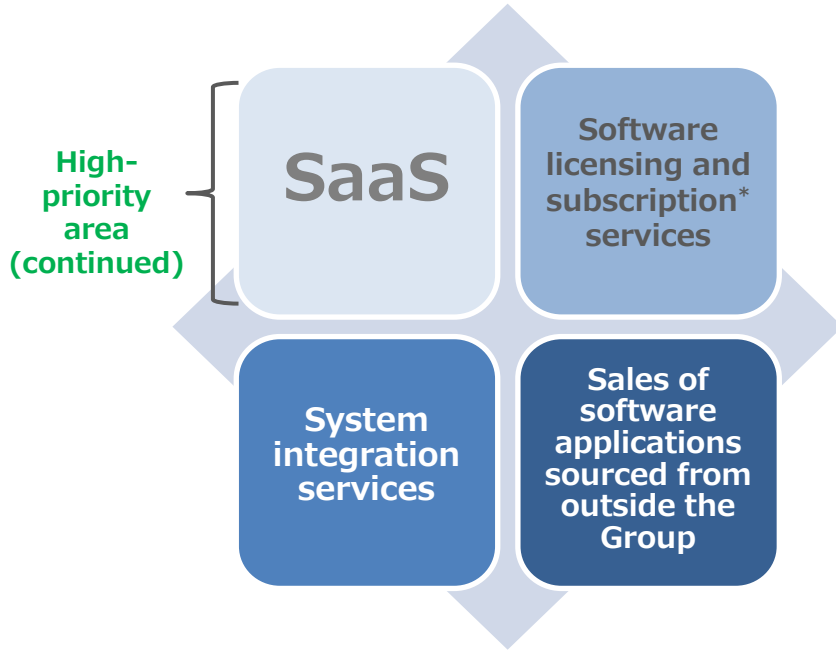 High-
priority
area
(continued)
SaaS
Software
licensing and
subscription*
services
System
integration
services
Sales of
software
applications
sourced from
outside the
Group